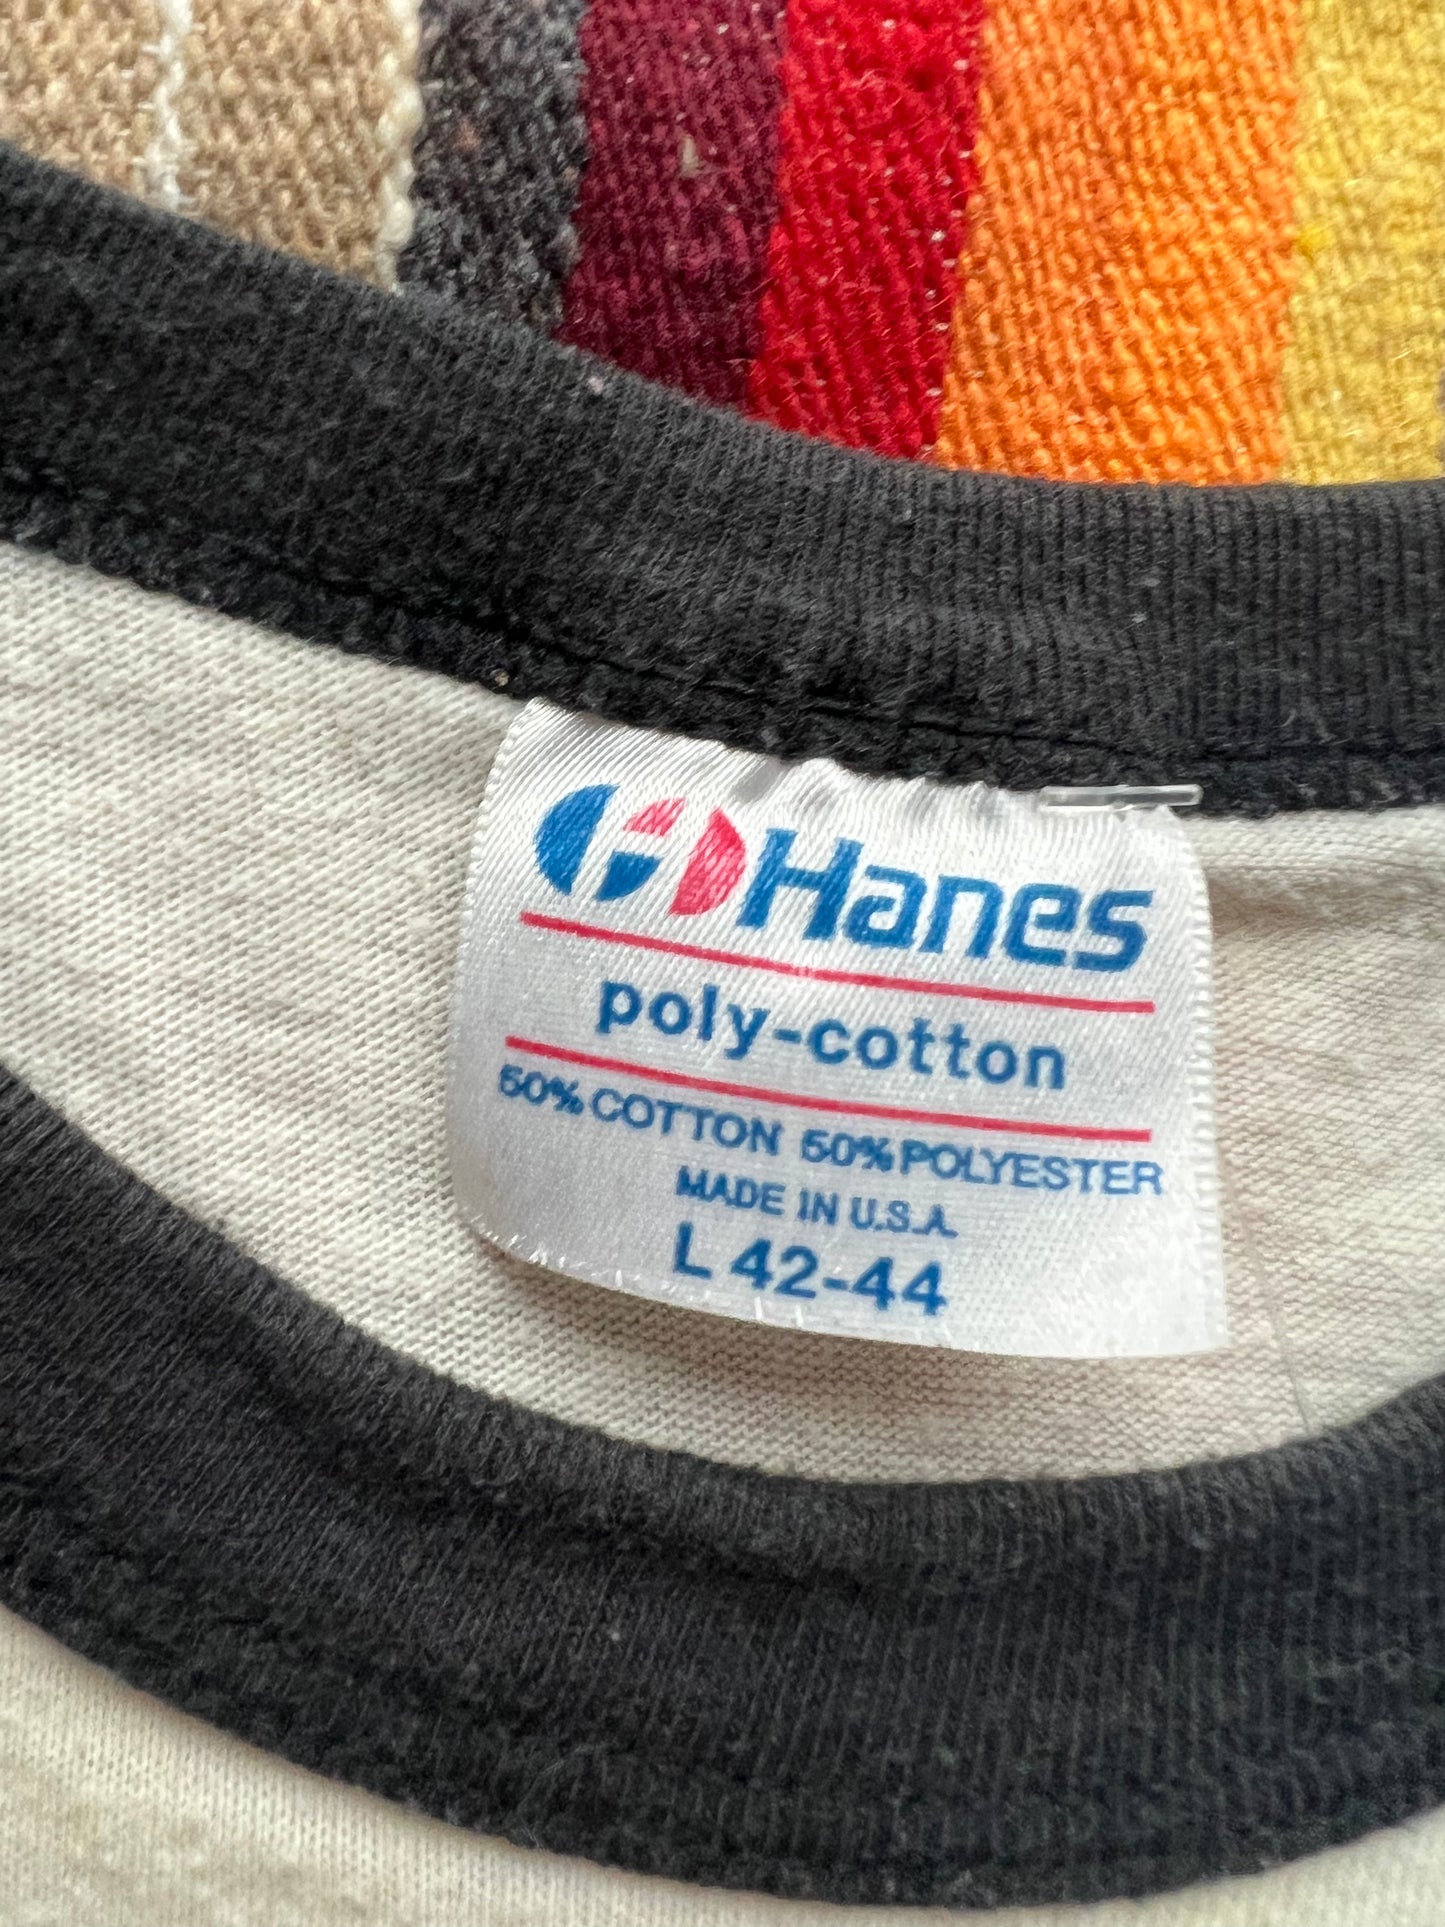 Hanes
poly-cotton
50% COTTON 50% POLYESTER
MADE IN U.S.A.
L 42-44